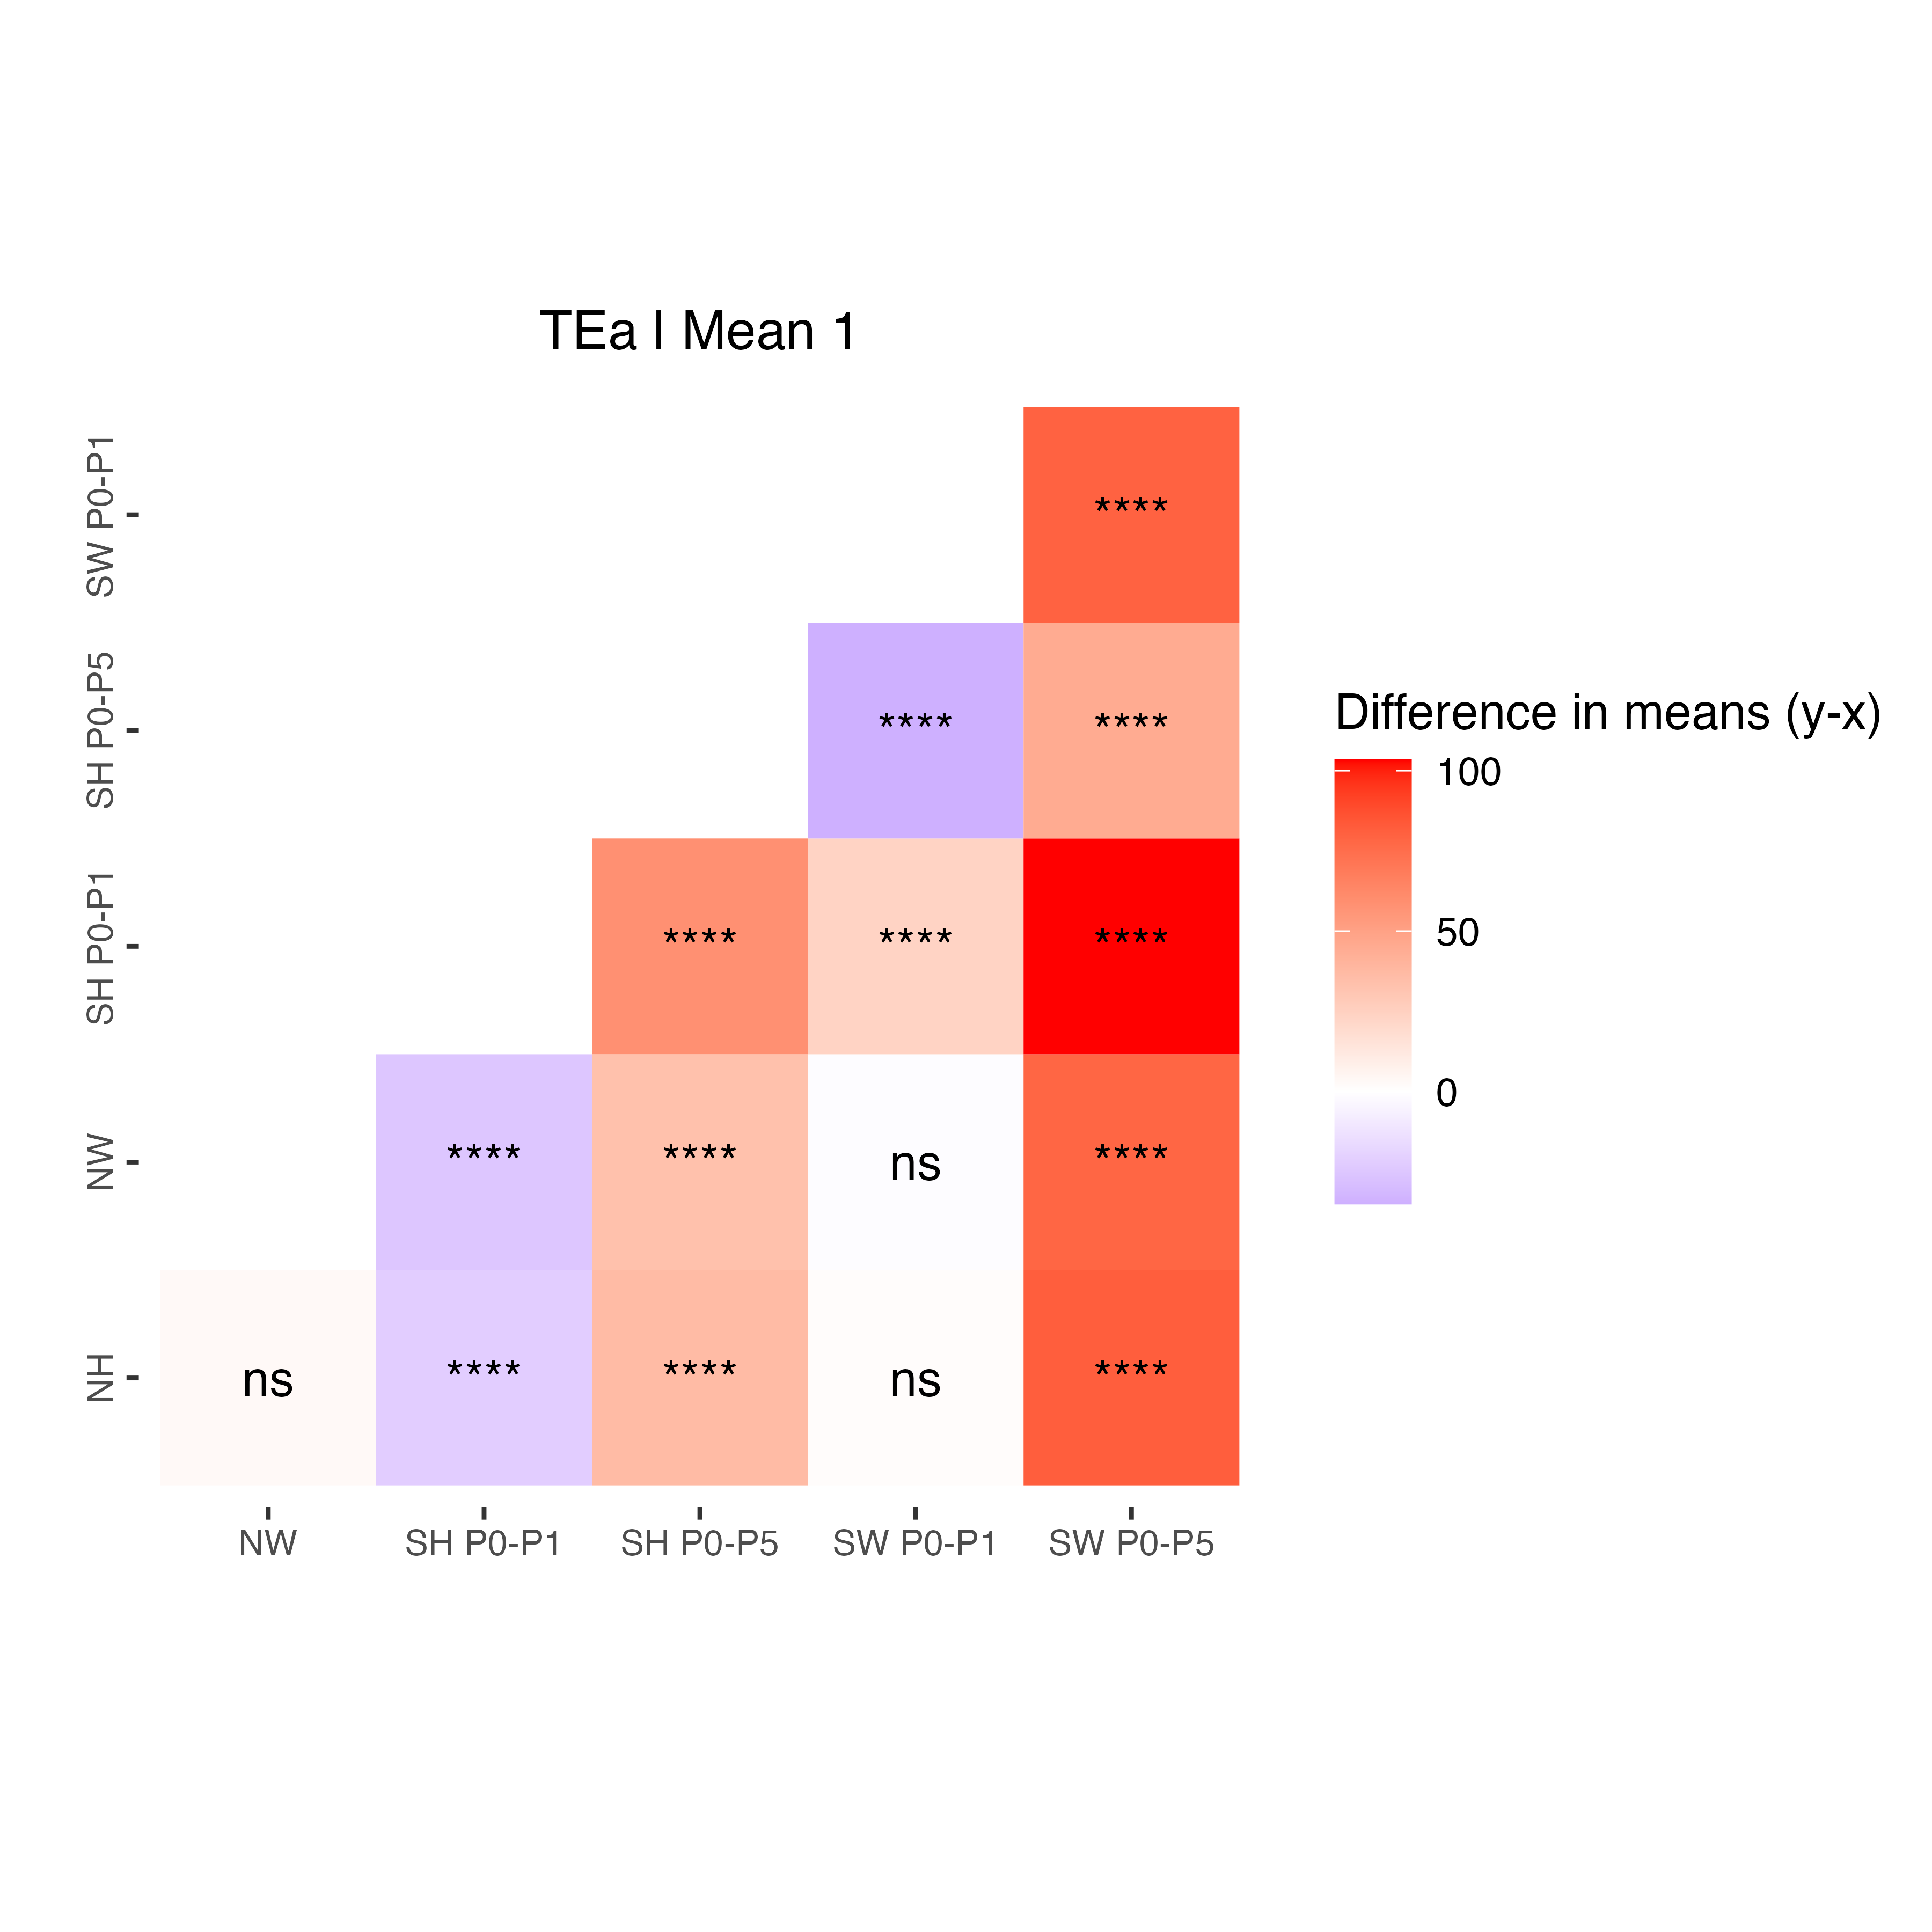 TEa | Mean 1
SW P0-P1
****
SH P0-P5
**** ****
SH P0-P1
**** **** ****
NW
**** **** ns ****
NH
ns **** **** ns ****
NW SH P0-P1 SH P0-P5 SW P0-P1 SW P0-P5
Difference in means (y-x)
100
50
0